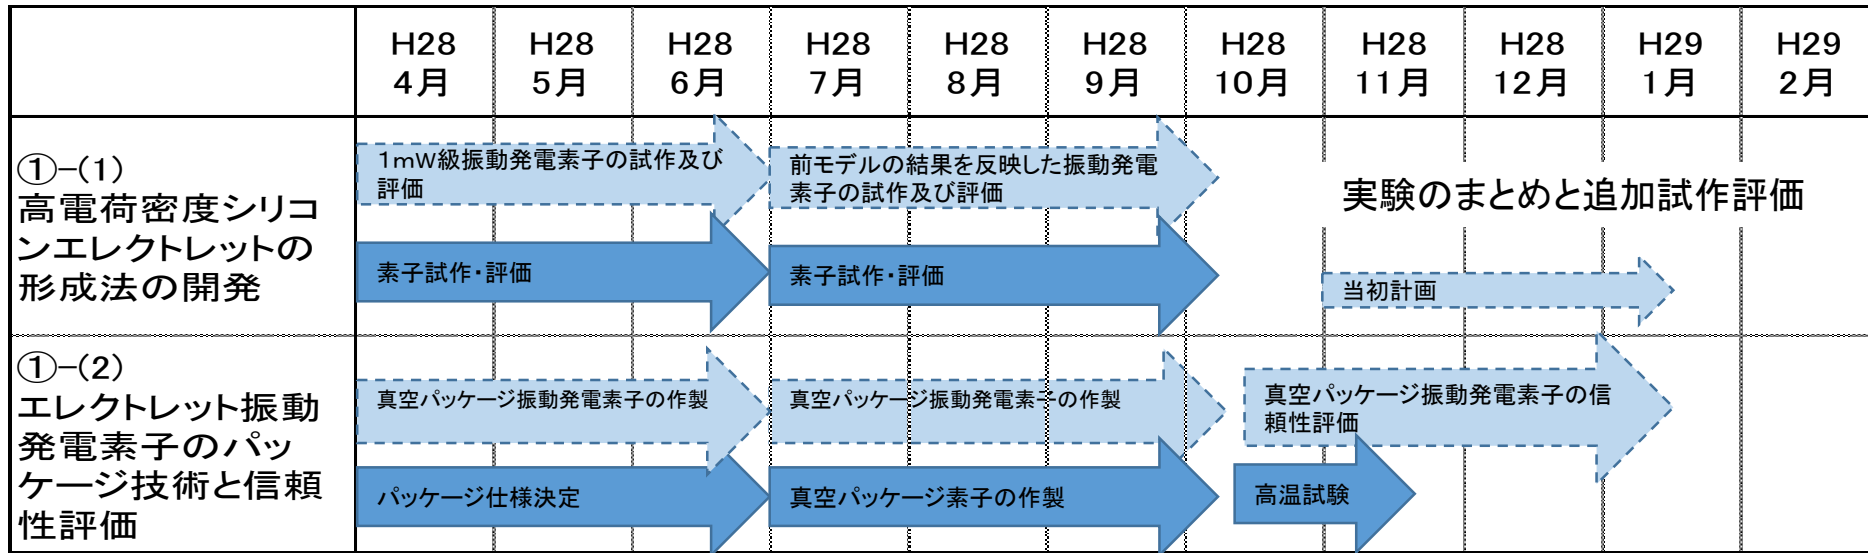 H28
4月
H28
5月
H28
6月
H28
7月
H28
8月
H28
9月
H28
10月
H28
11月
H28
12月
H29
1月
H29
2月
①-(1)
高電荷密度シリコ
ンエレクトレットの
形成法の開発
1mW級振動発電素子の試作及び
評価
前モデルの結果を反映した振動発電
素子の試作及び評価
実験のまとめと追加試作評価
素子試作・評価
素子試作・評価
当初計画
①-(2)
エレクトレット振動
発電素子のパッ
ケージ技術と信頼
性評価
真空パッケージ振動発電素子の作製
真空パッケージ振動発電素子の作製
真空パッケージ振動発電素子の信
頼性評価
パッケージ仕様決定
真空パッケージ素子の作製
高温試験